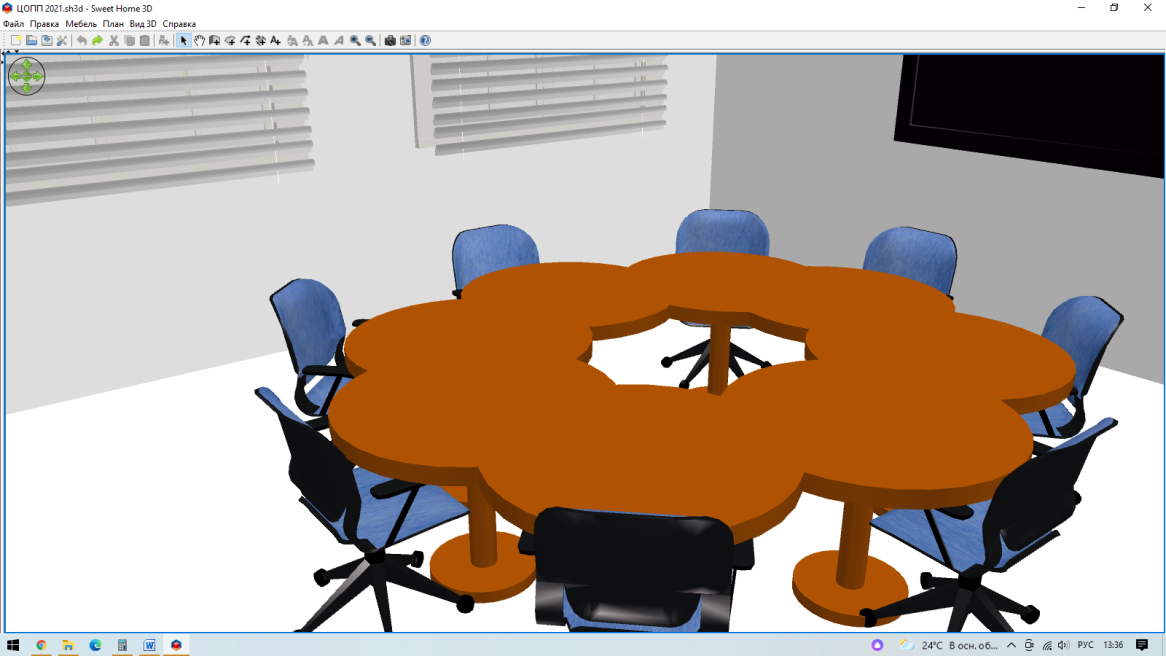 ЦОПП 2021.sh3d - Sweet Home 3D
Файл Правка Мебель План Вид 3D Справка
24°C В осн. об... РУС 13:36